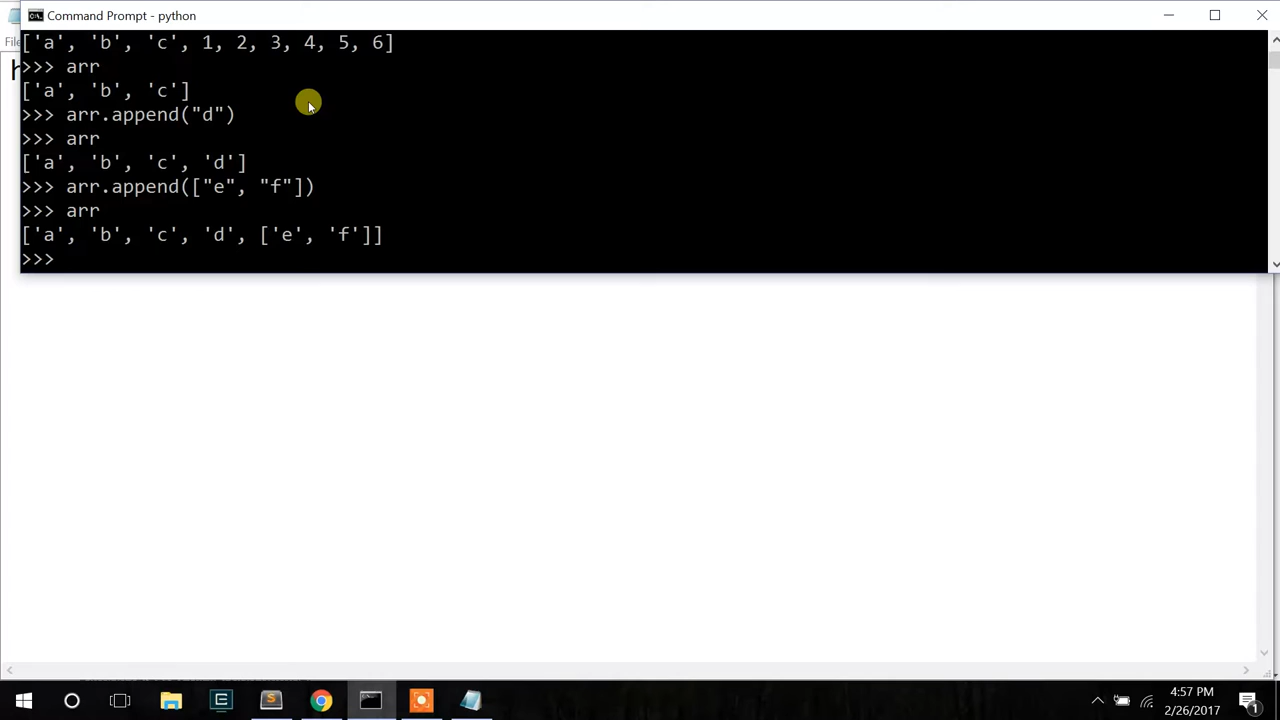 Command Prompt - python
['a', 'b', 'c', 1, 2, 3, 4, 5, 6]
>>> arr
['a', 'b', 'c']
>>> arr.append("d")
>>> arr
['a', 'b', 'c', 'd']
>>> arr.append(["e", "f"])
>>> arr
['a', 'b', 'c', 'd', ['e', 'f']]
>>>
4:57 PM
2/26/2017
1